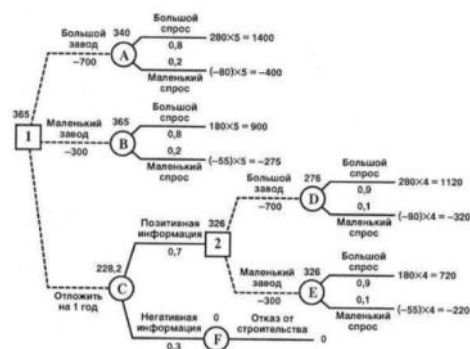 Большой завод
−700
340
A
Большой спрос
0,8
280×5 = 1400
0,2
Маленький спрос
(−80)×5 = −400
365
1
Маленький завод
−300
365
B
Большой спрос
0,8
180×5 = 900
0,2
Маленький спрос
(−55)×5 = −275
Отложить на 1 год
228,2
C
Позитивная информация
0,7
326
2
Большой завод
−700
276
D
Большой спрос
0,9
280×4 = 1120
0,1
Маленький спрос
(−80)×4 = −320
Маленький завод
−300
326
E
Большой спрос
0,9
180×4 = 720
0,1
Маленький спрос
(−55)×4 = −220
Негативная информация
0,3
0
F
Отказ от строительства
0